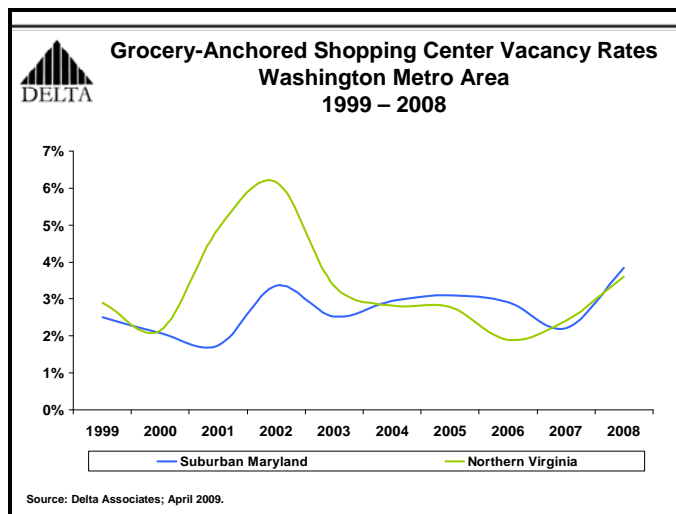 DELTA
Grocery-Anchored Shopping Center Vacancy Rates
Washington Metro Area
1999 – 2008
7%
6%
5%
4%
3%
2%
1%
0%
1999 2000 2001 2002 2003 2004 2005 2006 2007 2008
Suburban Maryland Northern Virginia
Source: Delta Associates; April 2009.